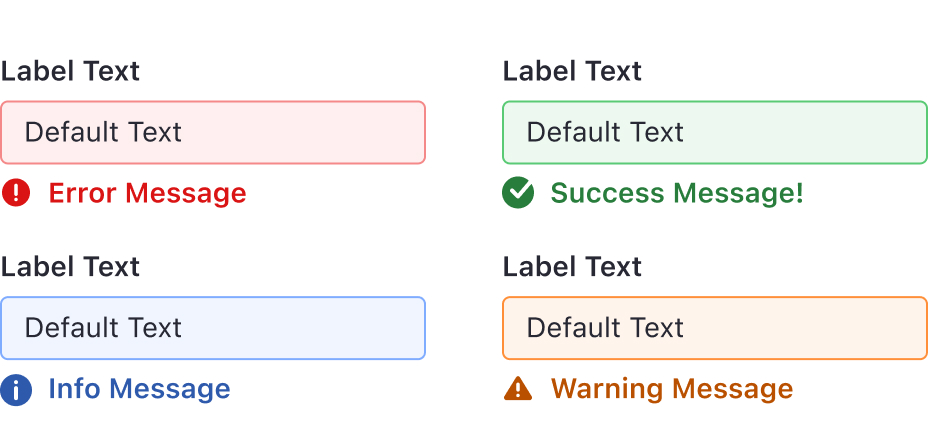 Label Text
Default Text
Error Message
Label Text
Default Text
Success Message!
Label Text
Default Text
Info Message
Label Text
Default Text
Warning Message